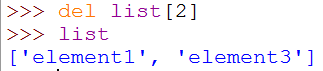 >>> del list[2]
>>> list
['element1', 'element3']